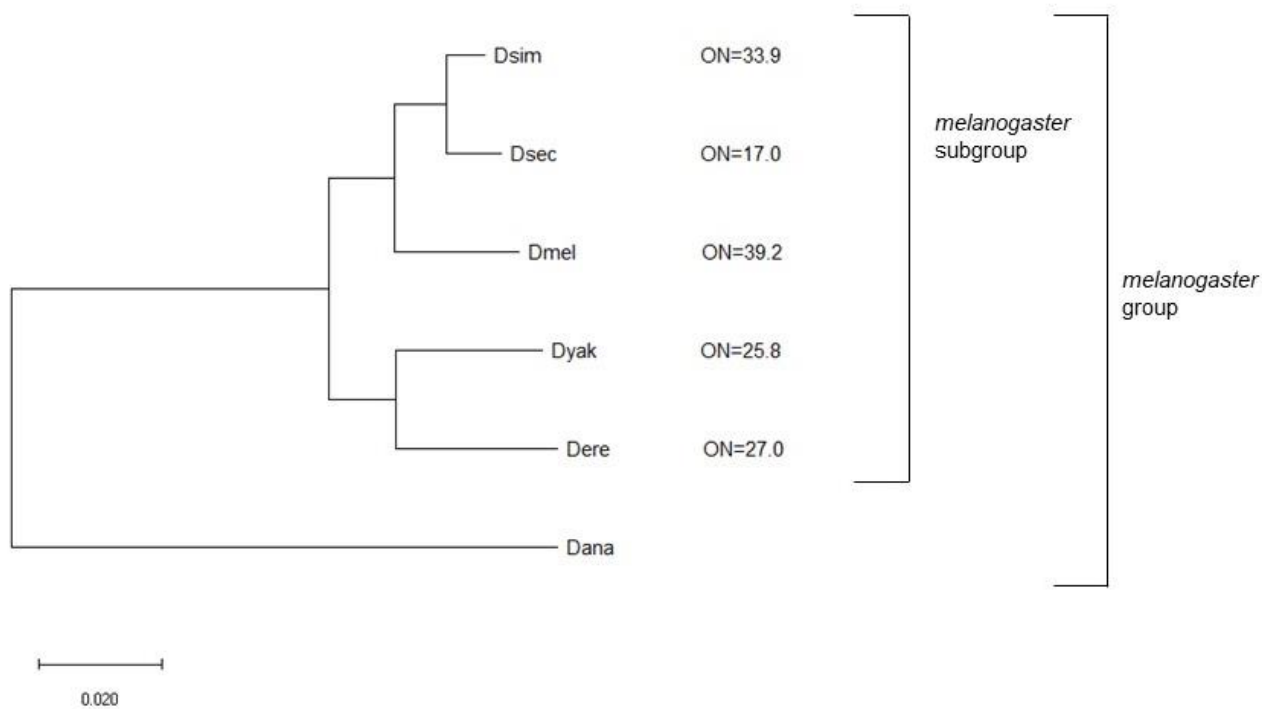 Dsim ON=33.9
Dsec ON=17.0
melanogaster
subgroup
Dmel ON=39.2
melanogaster
group
Dyak ON=25.8
Dere ON=27.0
Dana
0.020